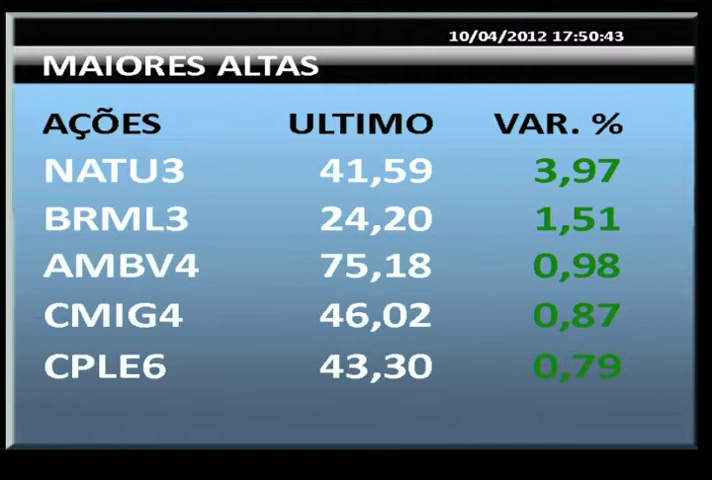 10/04/2012 17:50:43
MAIORES ALTAS
AÇÕES ULTIMO VAR. %
NATU3 41,59 3,97
BRML3 24,20 1,51
AMBV4 75,18 0,98
CMIG4 46,02 0,87
CPLE6 43,30 0,79